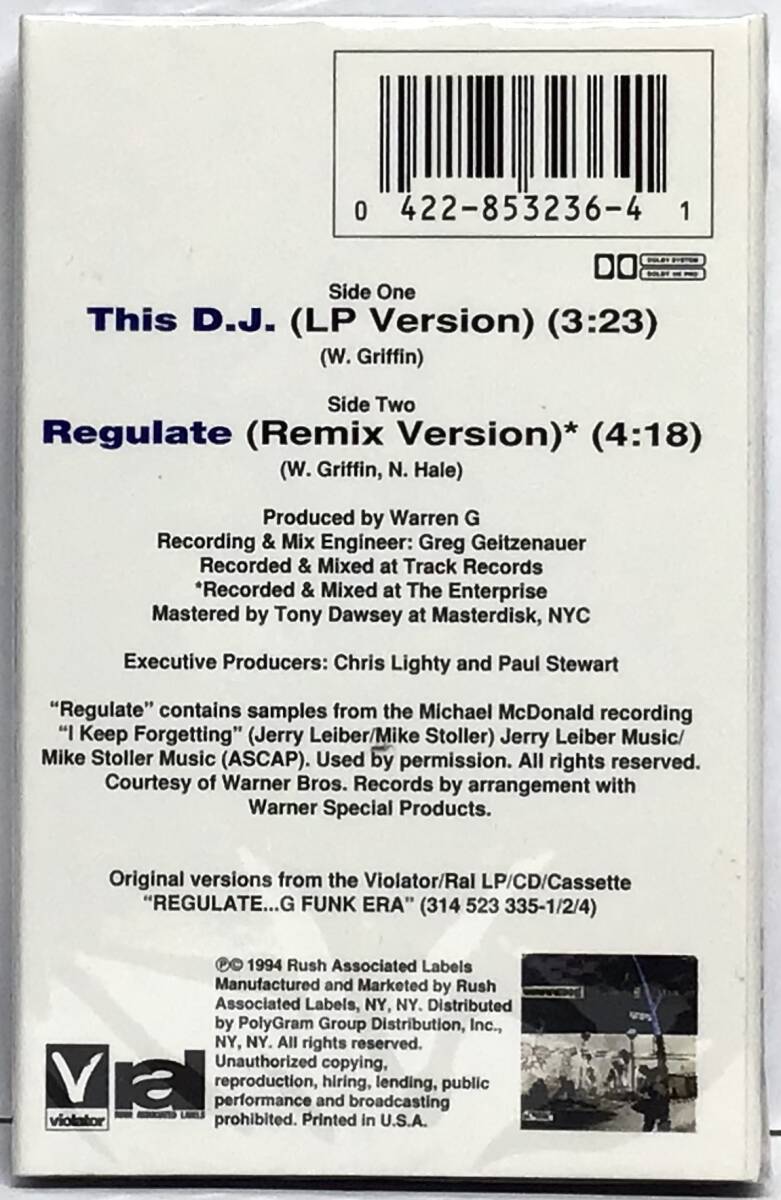 0 422-853236-4 1
DOLBY SYSTEM
DOLBY HX PRO
Side One
This D.J. (LP Version) (3:23)
(W. Griffin)
Side Two
Regulate (Remix Version)* (4:18)
(W. Griffin, N. Hale)
Produced by Warren G
Recording & Mix Engineer: Greg Geitzenauer
Recorded & Mixed at Track Records
*Recorded & Mixed at The Enterprise
Mastered by Tony Dawsey at Masterdisk, NYC
Executive Producers: Chris Lighty and Paul Stewart
“Regulate” contains samples from the Michael McDonald recording
“I Keep Forgetting” (Jerry Leiber/Mike Stoller) Jerry Leiber Music/
Mike Stoller Music (ASCAP). Used by permission. All rights reserved.
Courtesy of Warner Bros. Records by arrangement with
Warner Special Products.
Original versions from the Violator/Ral LP/CD/Cassette
“REGULATE...G FUNK ERA” (314 523 335-1/2/4)
℗© 1994 Rush Associated Labels
Manufactured and Marketed by Rush
Associated Labels, NY, NY. Distributed
by PolyGram Group Distribution, Inc.,
NY, NY. All rights reserved.
Unauthorized copying,
reproduction, hiring, lending, public
performance and broadcasting
prohibited. Printed in U.S.A.
V
violator
ral
RUSH ASSOCIATED LABELS